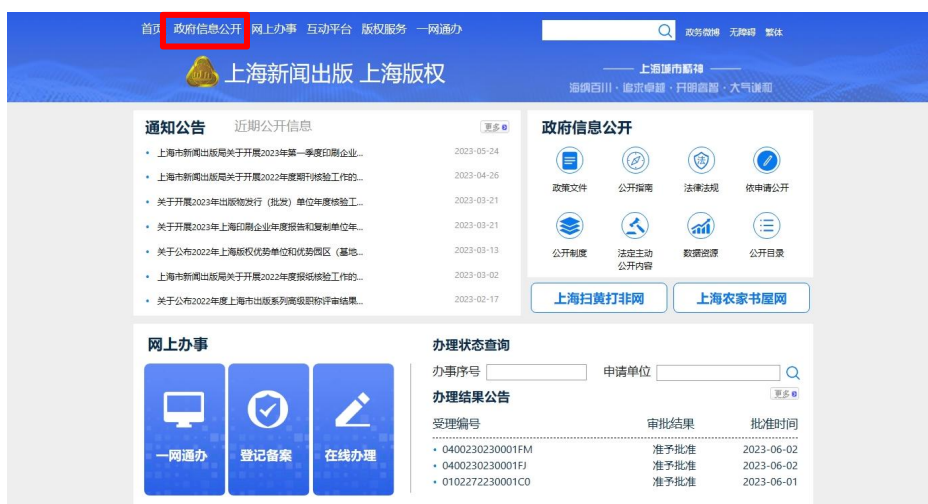 首页 政府信息公开 网上办事 互动平台 版权服务 一网通办
政务微博 无障碍 繁体
上海新闻出版 上海版权
上海城市精神
海纳百川 · 追求卓越 · 开明睿智 · 大气谦和
通知公告 近期公开信息 更多
• 上海市新闻出版局关于开展2023年第一季度印刷企业... 2023-05-24
• 上海市新闻出版局关于开展2022年度期刊核验工作的... 2023-04-26
• 关于开展2023年出版物发行（批发）单位年度核验工... 2023-03-21
• 关于开展2023年上海印刷企业年度报告和复制单位年... 2023-03-21
• 关于公布2022年上海版权优势单位和优势园区（基地... 2023-03-13
• 上海市新闻出版局关于开展2022年度报纸核验工作的... 2023-03-02
• 关于公布2022年度上海市出版系列高级职称评审结果... 2023-02-17
政府信息公开
政策文件 公开指南 法律法规 依申请公开
公开制度 法定主动 数据资源 公开目录
公开内容
上海扫黄打非网 上海农家书屋网
网上办事
一网通办 登记备案 在线办理
办理状态查询
办事序号 申请单位
办理结果公告 更多
受理编号 审批结果 批准时间
• 0400230230001FM 准予批准 2023-06-02
• 0400230230001FJ 准予批准 2023-06-02
• 0102272230001C0 准予批准 2023-06-01